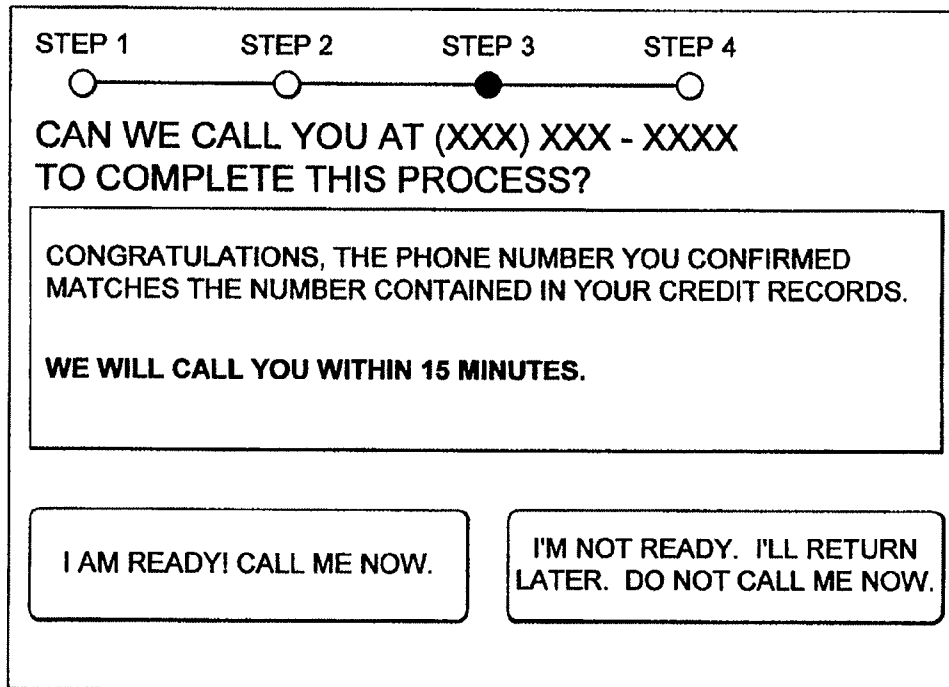 STEP 1 STEP 2 STEP 3 STEP 4
CAN WE CALL YOU AT (XXX) XXX - XXXX
TO COMPLETE THIS PROCESS?
CONGRATULATIONS, THE PHONE NUMBER YOU CONFIRMED
MATCHES THE NUMBER CONTAINED IN YOUR CREDIT RECORDS.
WE WILL CALL YOU WITHIN 15 MINUTES.
I AM READY! CALL ME NOW.
I'M NOT READY. I'LL RETURN
LATER. DO NOT CALL ME NOW.